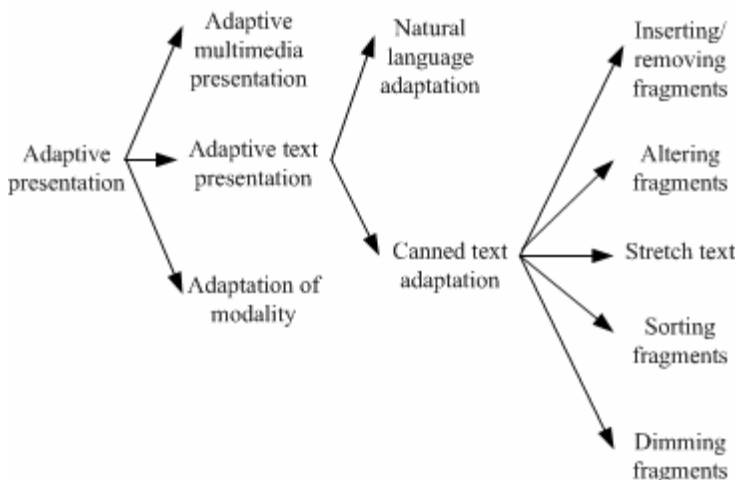 Adaptive
presentation
Adaptive
multimedia
presentation
Adaptive text
presentation
Adaptation of
modality
Natural
language
adaptation
Canned text
adaptation
Inserting/
removing
fragments
Altering
fragments
Stretch text
Sorting
fragments
Dimming
fragments